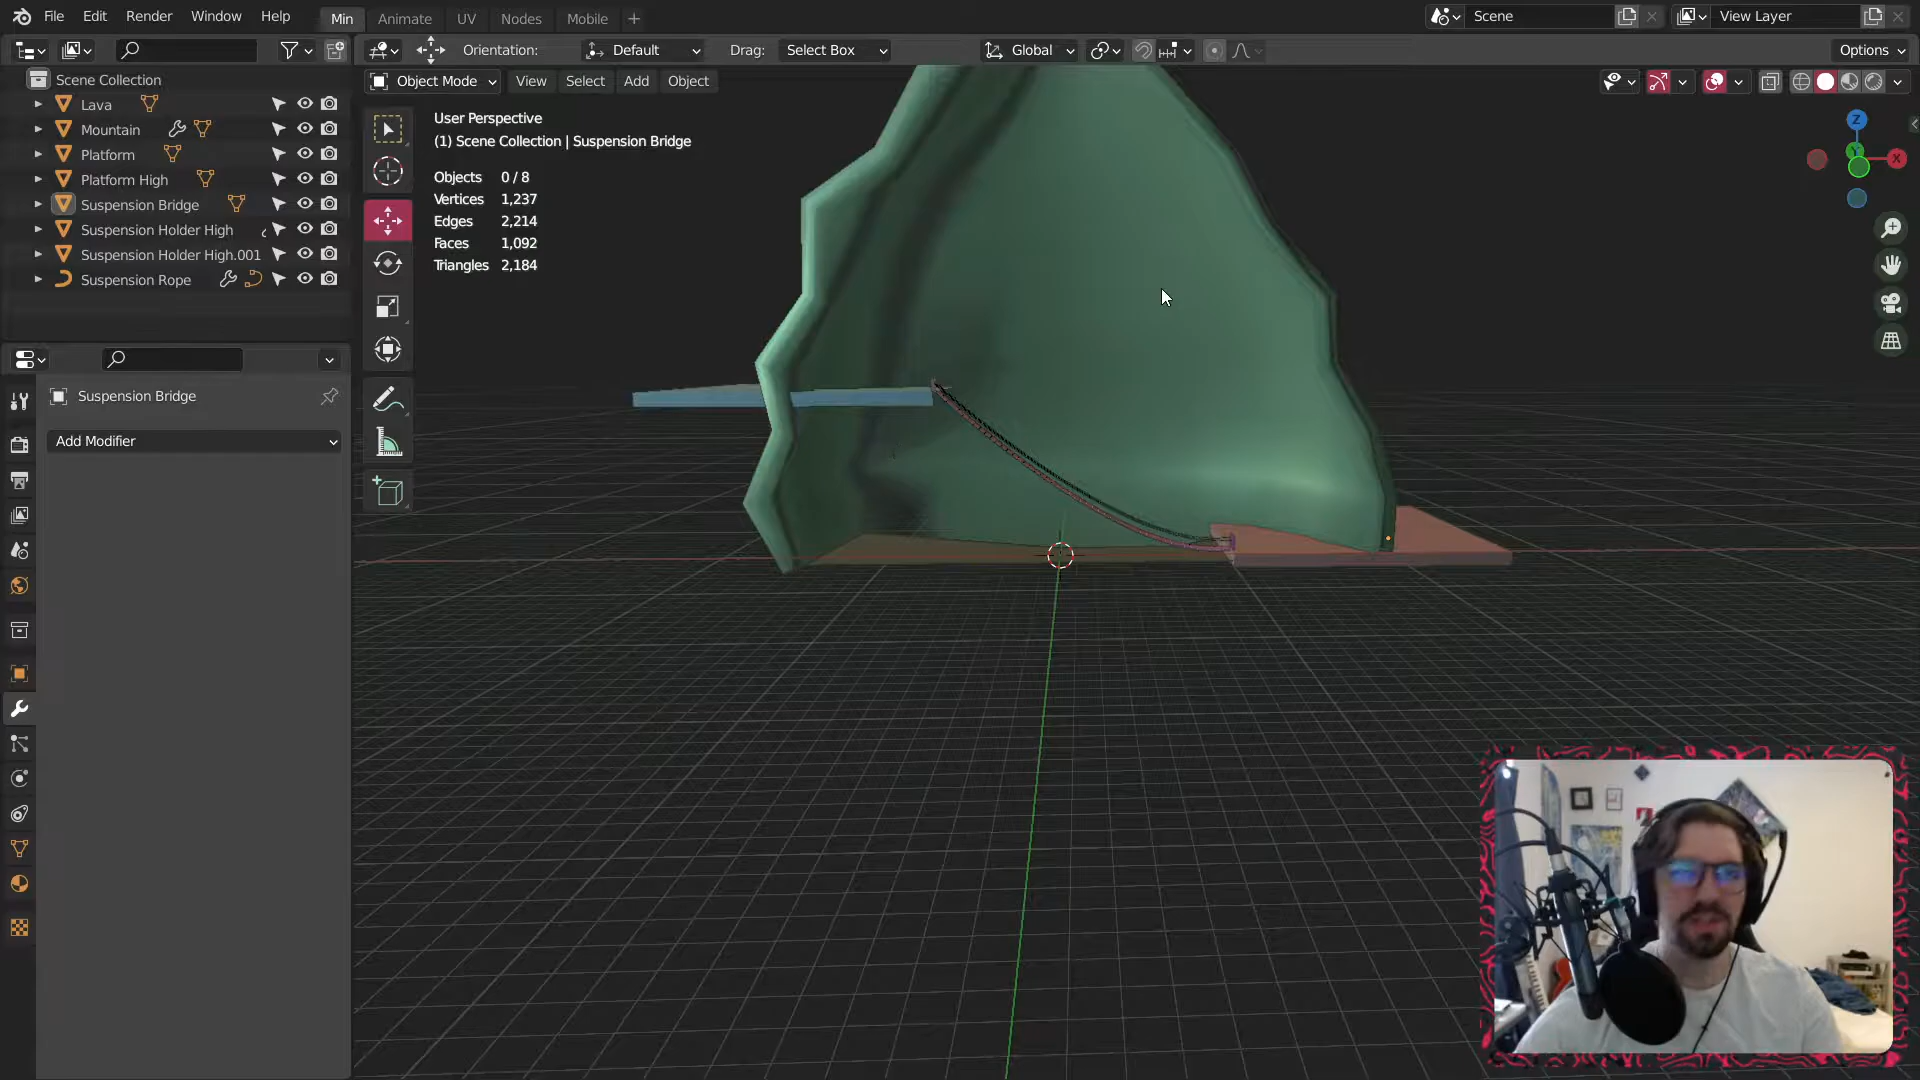 File Edit Render Window Help Min Animate UV Nodes Mobile Scene View Layer
Orientation: Default Drag: Select Box Global Options
Scene Collection
Lava
Mountain
Platform
Platform High
Suspension Bridge
Suspension Holder High
Suspension Holder High.001
Suspension Rope
Object Mode View Select Add Object
User Perspective
(1) Scene Collection | Suspension Bridge
Objects 0 / 8
Vertices 1,237
Edges 2,214
Faces 1,092
Triangles 2,184
Z
X
Suspension Bridge
Add Modifier